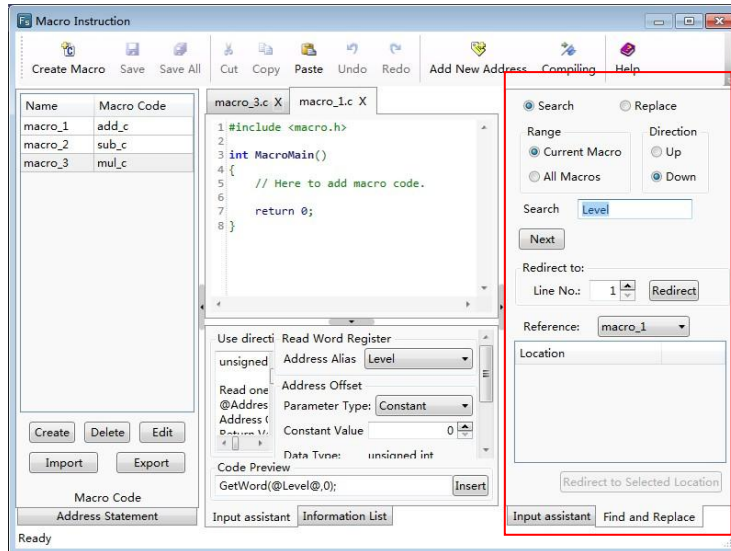 Macro Instruction
Create Macro Save Save All Cut Copy Paste Undo Redo Add New Address Compiling Help
Name Macro Code
macro_1 add_c
macro_2 sub_c
macro_3 mul_c
Create Delete Edit
Import Export
Macro Code
Address Statement
Ready
macro_3.c X macro_1.c X
1 #include <macro.h>
2
3 int MacroMain()
4 {
5 // Here to add macro code.
6
7 return 0;
8 }
Use directi
unsigned
Read one
@Addres
Address
Read Word Register
Address Alias Level
Address Offset
Parameter Type: Constant
Constant Value 0
Data Type: unsigned int
Code Preview
GetWord(@Level@,0); Insert
Input assistant Information List
Search Replace
Range Direction
Current Macro Up
All Macros Down
Search Level
Next
Redirect to:
Line No.: 1 Redirect
Reference: macro_1
Location
Redirect to Selected Location
Input assistant Find and Replace